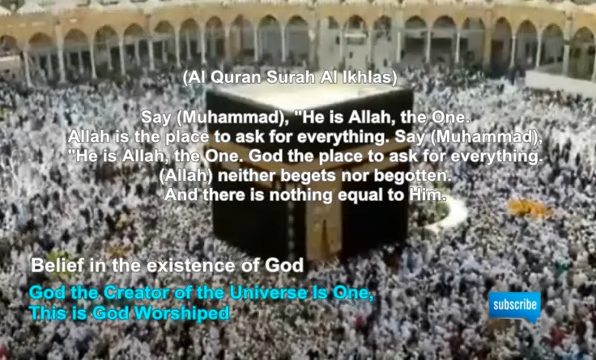 (Al Quran Surah Al Ikhlas)
Say (Muhammad), "He is Allah, the One.
Allah is the place to ask for everything. Say (Muhammad),
"He is Allah, the One. God the place to ask for everything.
(Allah) neither begets nor begotten.
And there is nothing equal to Him.
Belief in the existence of God
God the Creator of the Universe Is One,
This is God Worshiped
subscribe